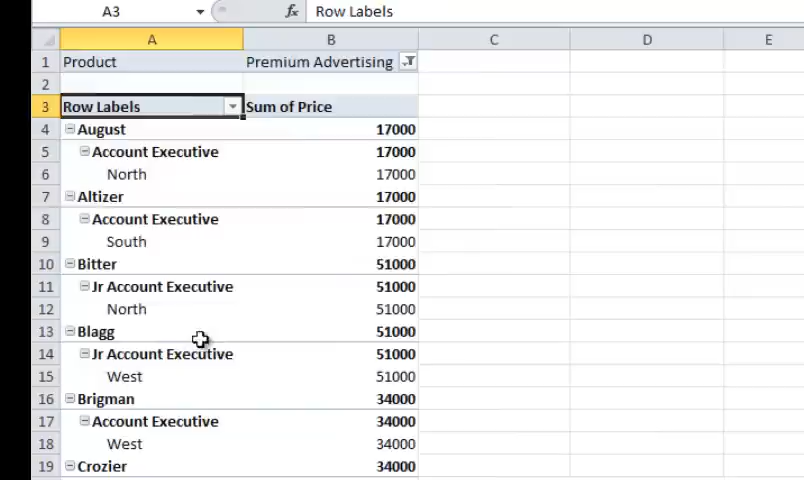 A3 fx Row Labels
A B C D E
1 Product Premium Advertising
2
3 Row Labels Sum of Price
4 August 17000
5 Account Executive 17000
6 North 17000
7 Altizer 17000
8 Account Executive 17000
9 South 17000
10 Bitter 51000
11 Jr Account Executive 51000
12 North 51000
13 Blagg 51000
14 Jr Account Executive 51000
15 West 51000
16 Brigman 34000
17 Account Executive 34000
18 West 34000
19 Crozier 34000